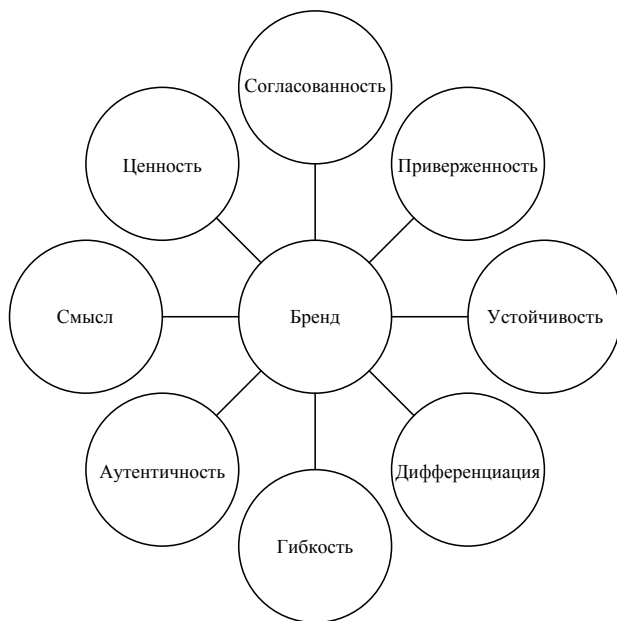 Согласованность
Ценность
Приверженность
Смысл
Бренд
Устойчивость
Аутентичность
Дифференциация
Гибкость